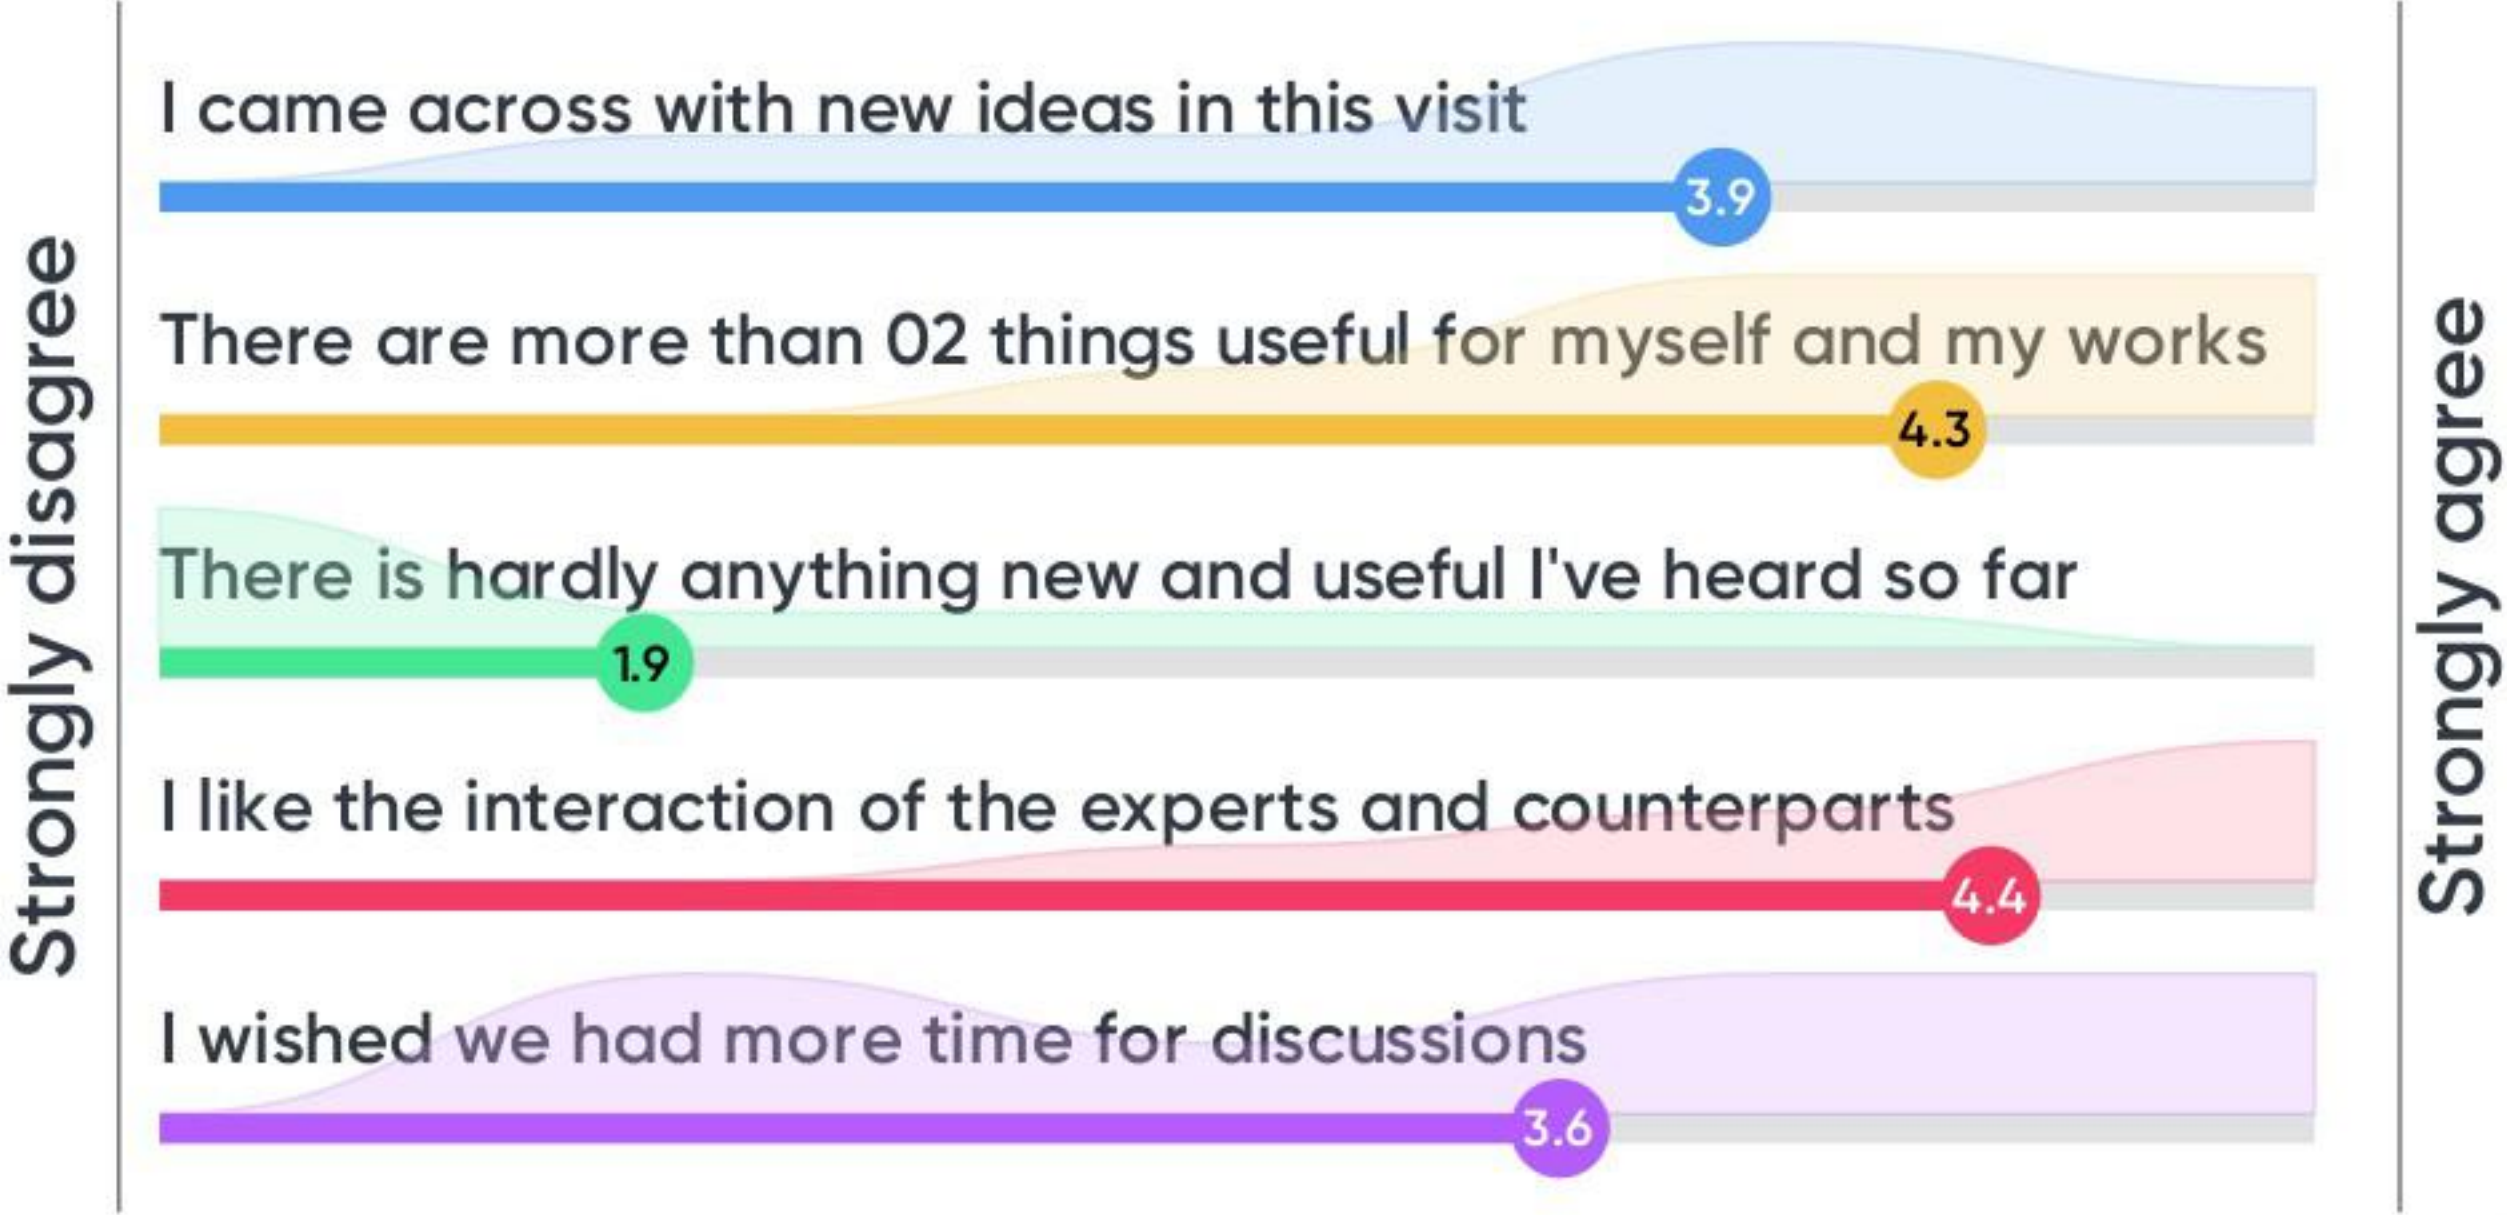 Strongly disagree
I came across with new ideas in this visit
3.9
There are more than 02 things useful for myself and my works
4.3
There is hardly anything new and useful I've heard so far
1.9
I like the interaction of the experts and counterparts
4.4
I wished we had more time for discussions
3.6
Strongly agree